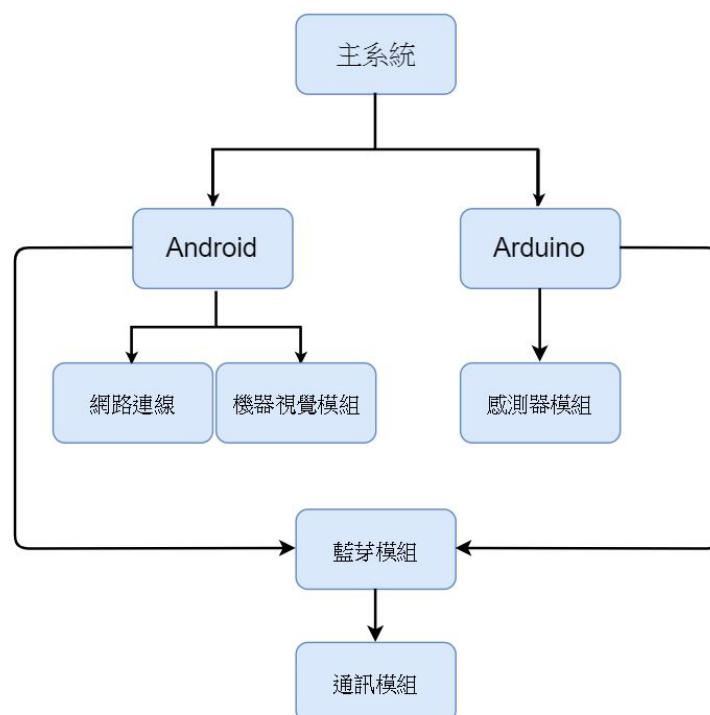 主系統
Android
Arduino
網路連線
機器視覺模組
感測器模組
藍芽模組
通訊模組